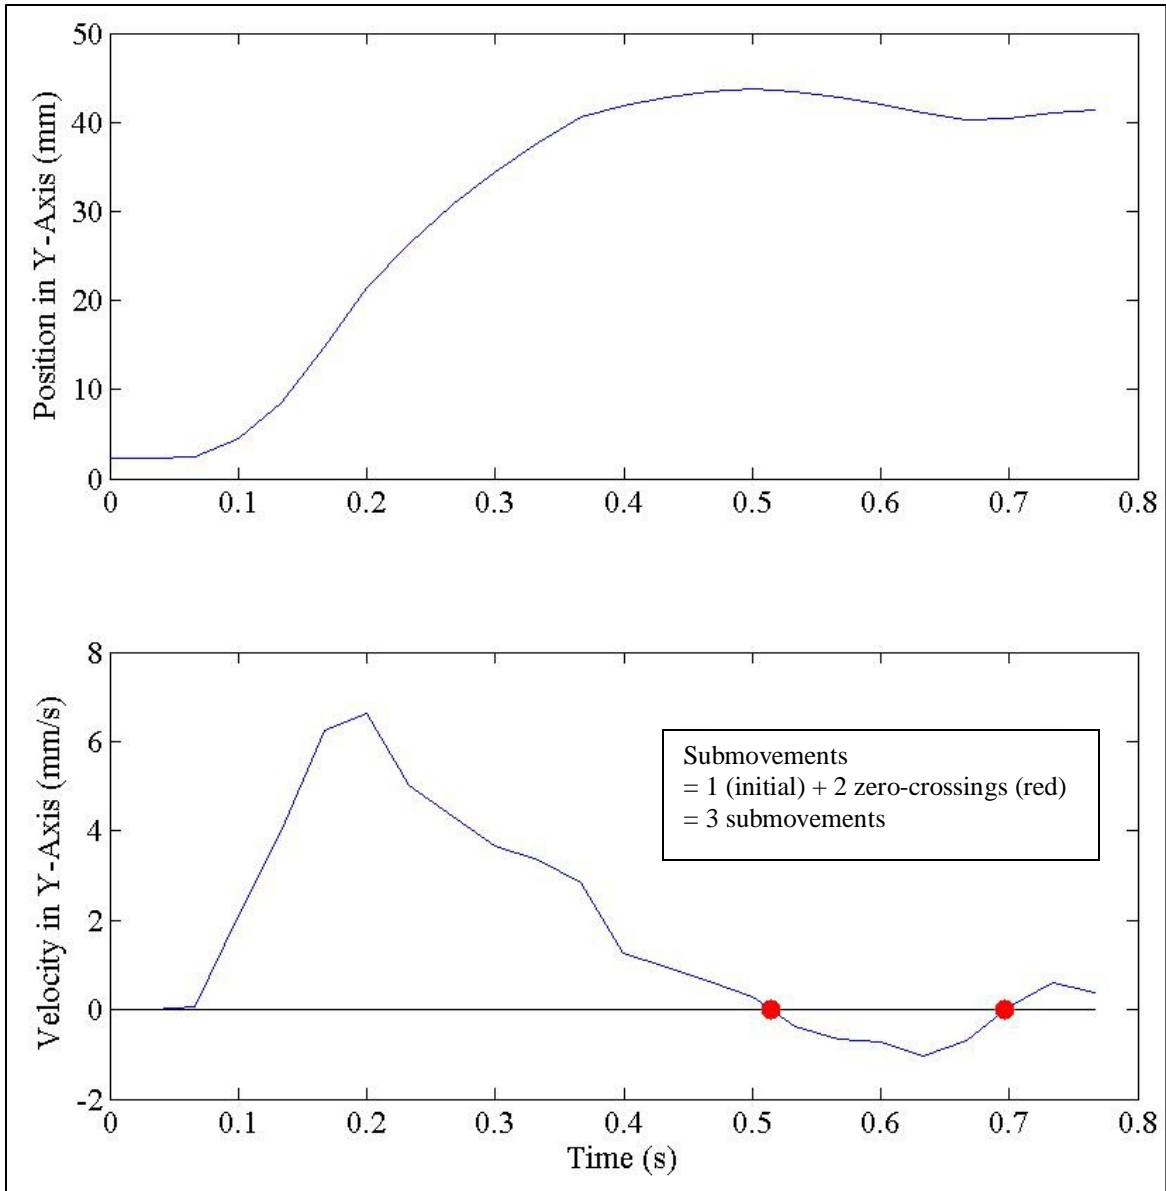 50
40
30
20
10
0
Position in Y-Axis (mm)
0 0.1 0.2 0.3 0.4 0.5 0.6 0.7 0.8
8
6
4
2
0
-2
Velocity in Y-Axis (mm/s)
Submovements
= 1 (initial) + 2 zero-crossings (red)
= 3 submovements
0 0.1 0.2 0.3 0.4 0.5 0.6 0.7 0.8
Time (s)